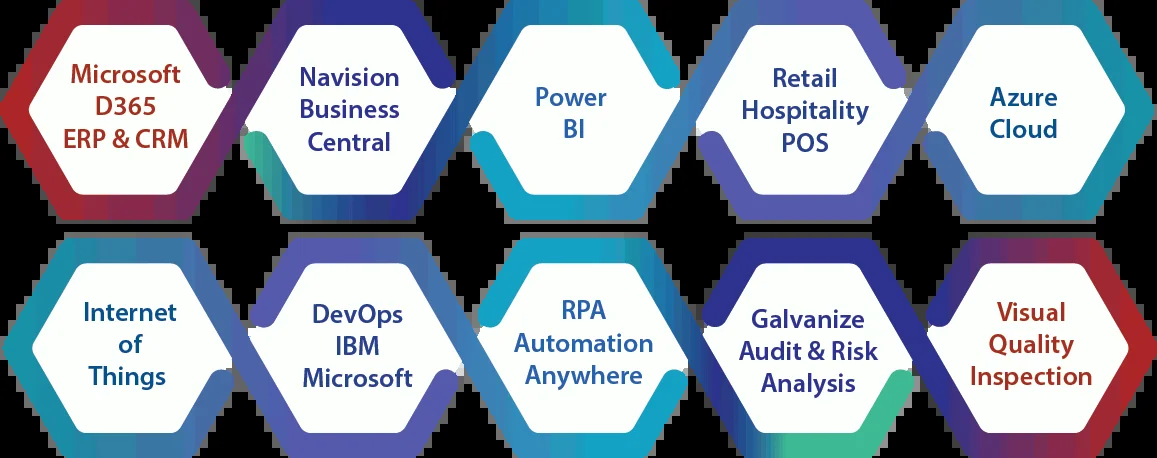 Microsoft
D365
ERP & CRM
Navision
Business
Central
Power
BI
Retail
Hospitality
POS
Azure
Cloud
Internet
of
Things
DevOps
IBM
Microsoft
RPA
Automation
Anywhere
Galvanize
Audit & Risk
Analysis
Visual
Quality
Inspection